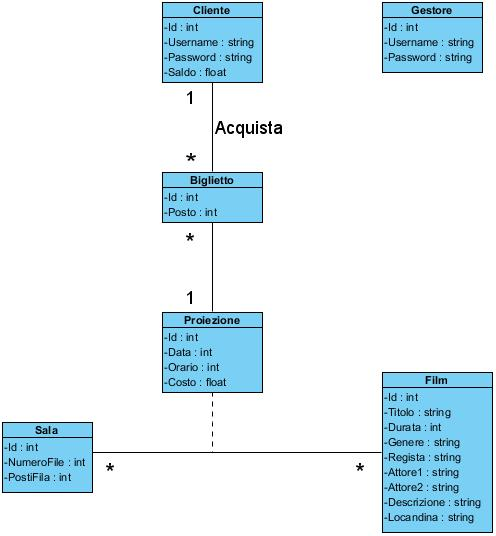 Cliente
-Id : int
-Username : string
-Password : string
-Saldo : float
Gestore
-Id : int
-Username : string
-Password : string
1
Acquista
*
Biglietto
-Id : int
-Posto : int
*
1
Proiezione
-Id : int
-Data : int
-Orario : int
-Costo : float
Sala
-Id : int
-NumeroFile : int
-PostiFila : int
*
*
Film
-Id : int
-Titolo : string
-Durata : int
-Genere : string
-Regista : string
-Attore1 : string
-Attore2 : string
-Descrizione : string
-Locandina : string